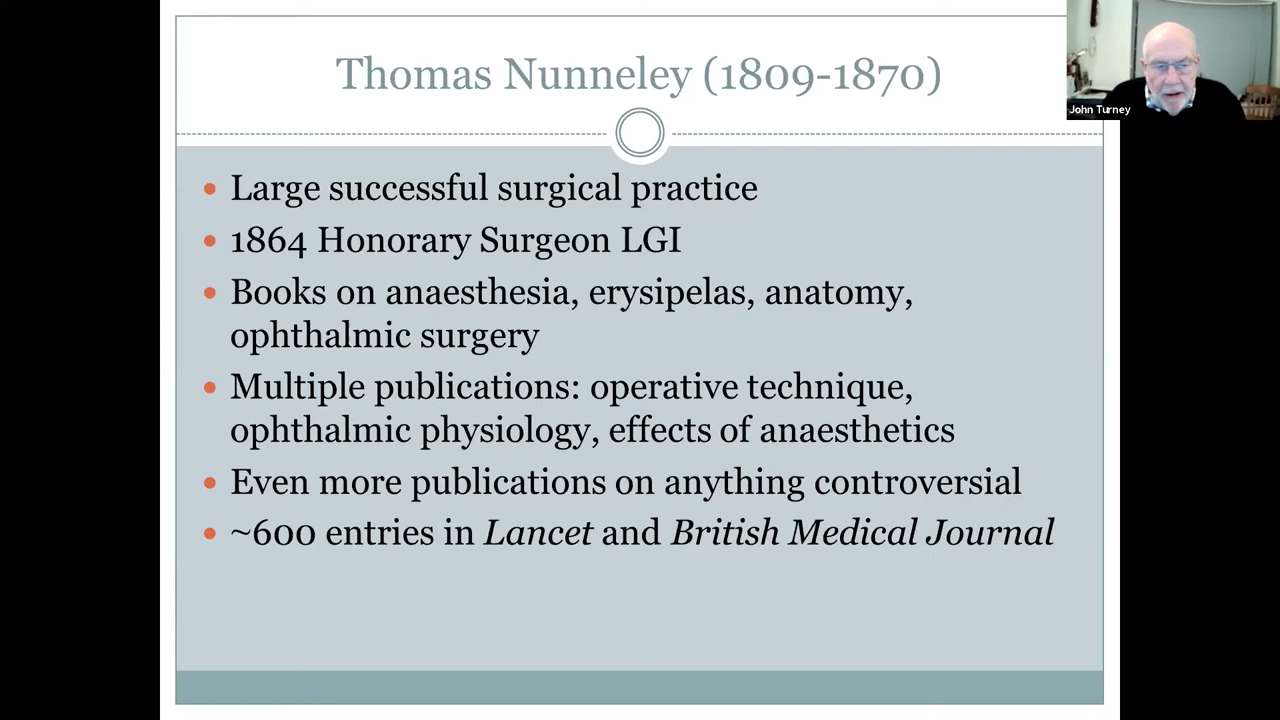 Thomas Nunneley (1809-1870)
John Turney
• Large successful surgical practice
• 1864 Honorary Surgeon LGI
• Books on anaesthesia, erysipelas, anatomy,
ophthalmic surgery
• Multiple publications: operative technique,
ophthalmic physiology, effects of anaesthetics
• Even more publications on anything controversial
• ~600 entries in Lancet and British Medical Journal